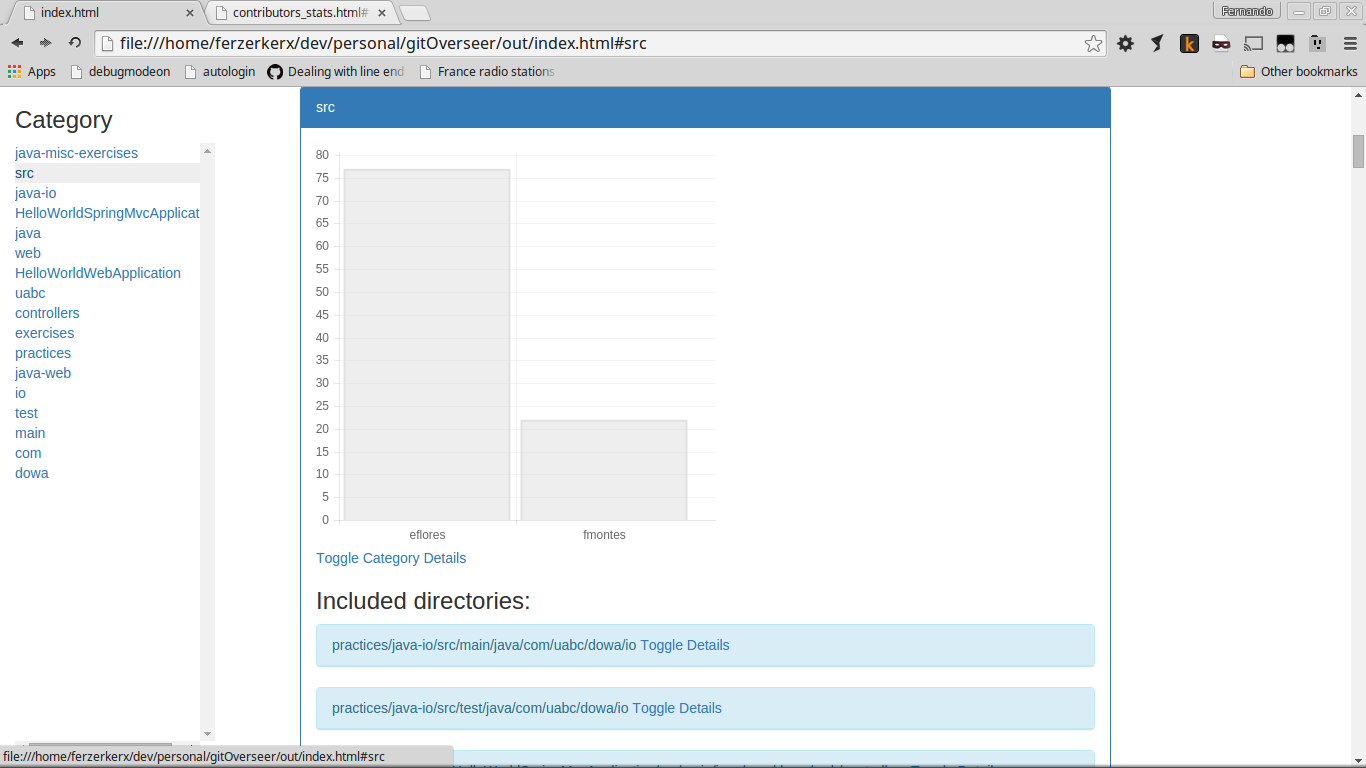 index.html
contributors_stats.html#
Fernando
file:///home/ferzerkerx/dev/personal/gitOverseer/out/index.html#src
Apps
debugmodeon
autologin
Dealing with line end
France radio stations
Other bookmarks
Category
java-misc-exercises
src
java-io
HelloWorldSpringMvcApplicat
java
web
HelloWorldWebApplication
uabc
controllers
exercises
practices
java-web
io
test
main
com
dowa
src
80
75
70
65
60
55
50
45
40
35
30
25
20
15
10
5
0
eflores fmontes
Toggle Category Details
Included directories:
practices/java-io/src/main/java/com/uabc/dowa/io Toggle Details
practices/java-io/src/test/java/com/uabc/dowa/io Toggle Details
file:///home/ferzerkerx/dev/personal/gitOverseer/out/index.html#src